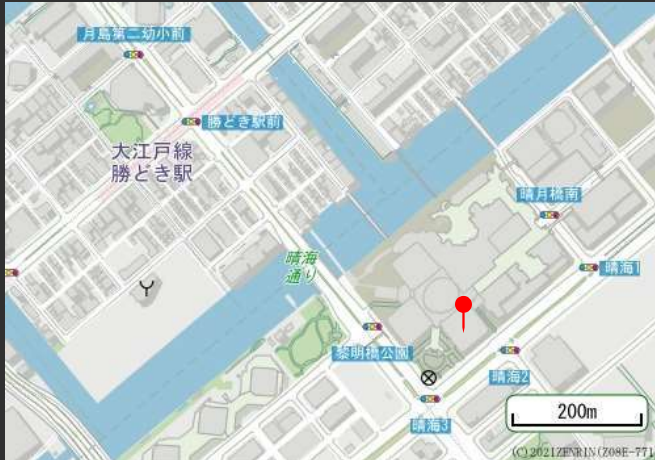 月島第二幼小前
勝どき駅前
大江戸線
勝どき駅
晴月橋南
晴海
通り
晴海1
黎明橋公園
晴海2
晴海3
200m
(C)2021ZENRIN(Z08E-771